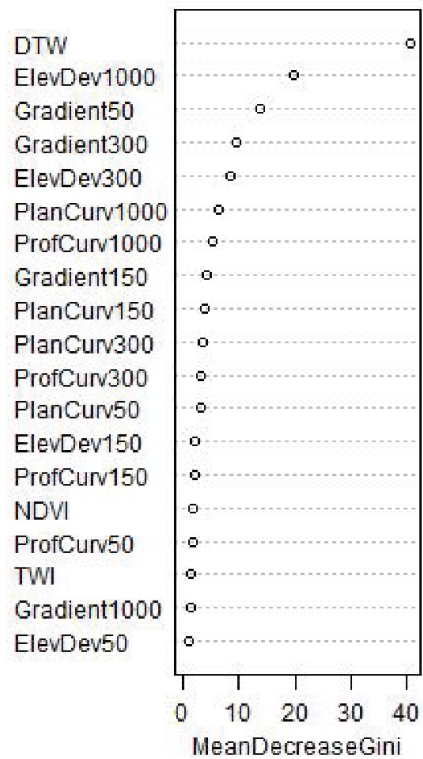 DTW
ElevDev1000
Gradient50
Gradient300
ElevDev300
PlanCurv1000
ProfCurv1000
Gradient150
PlanCurv150
PlanCurv300
ProfCurv300
PlanCurv50
ElevDev150
ProfCurv150
NDVI
ProfCurv50
TWI
Gradient1000
ElevDev50
0 10 20 30 40
MeanDecreaseGini